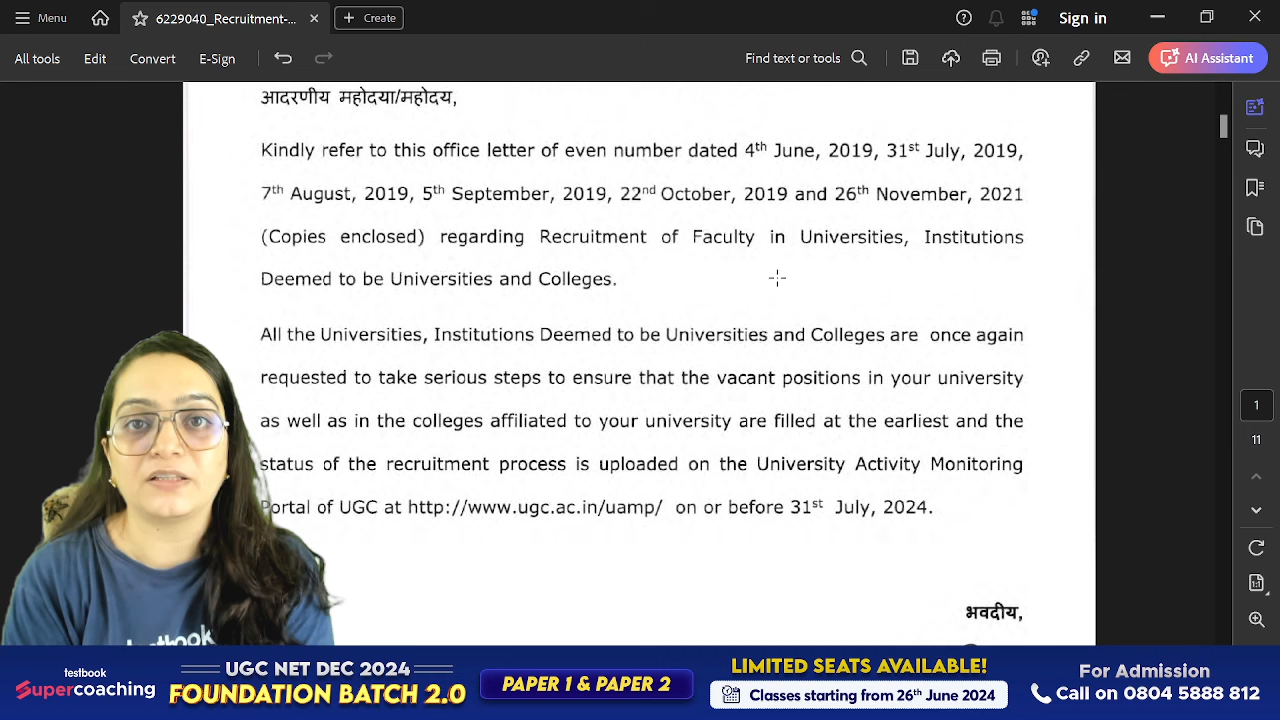 Menu
6229040_Recruitment-...
Create
Sign in
All tools Edit Convert E-Sign
Find text or tools
AI Assistant
आदरणीय महोदया/महोदय,
Kindly refer to this office letter of even number dated 4th June, 2019, 31st July, 2019,
7th August, 2019, 5th September, 2019, 22nd October, 2019 and 26th November, 2021
(Copies enclosed) regarding Recruitment of Faculty in Universities, Institutions
Deemed to be Universities and Colleges.
All the Universities, Institutions Deemed to be Universities and Colleges are once again
requested to take serious steps to ensure that the vacant positions in your university
as well as in the colleges affiliated to your university are filled at the earliest and the
status of the recruitment process is uploaded on the University Activity Monitoring
Portal of UGC at http://www.ugc.ac.in/uamp/ on or before 31st July, 2024.
भवदीय,
1
11
testbook
testbook
Supercoaching
UGC NET DEC 2024
FOUNDATION BATCH 2.0
PAPER 1 & PAPER 2
LIMITED SEATS AVAILABLE!
Classes starting from 26th June 2024
For Admission
Call on 0804 5888 812